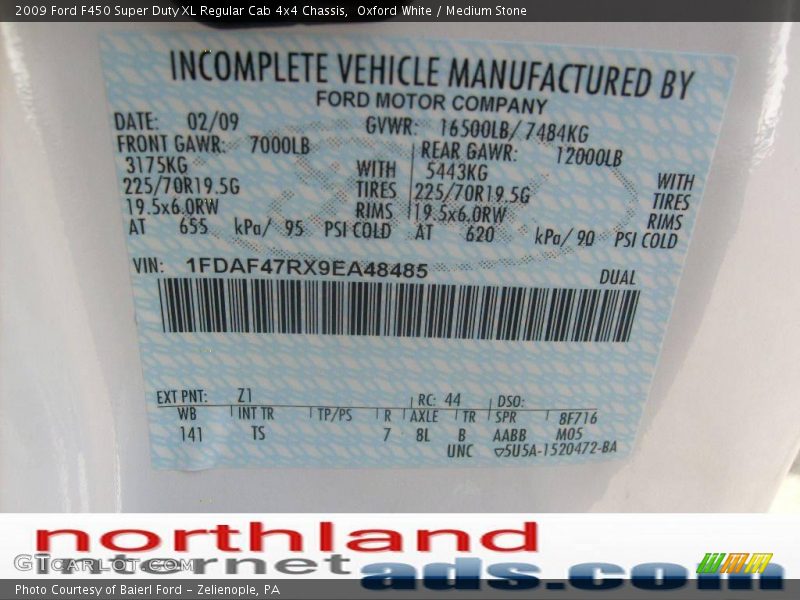 2009 Ford F450 Super Duty XL Regular Cab 4x4 Chassis, Oxford White / Medium Stone
INCOMPLETE VEHICLE MANUFACTURED BY
FORD MOTOR COMPANY
DATE: 02/09 GVWR: 16500LB/ 7484KG
FRONT GAWR: 7000LB REAR GAWR: 12000LB
3175KG WITH 5443KG WITH
225/70R19.5G TIRES 225/70R19.5G TIRES
19.5x6.0RW RIMS 19.5x6.0RW RIMS
AT 655 kPa/ 95 PSI COLD AT 620 kPa/ 90 PSI COLD
VIN: 1FDAF47RX9EA48485 DUAL
EXT PNT: Z1 RC: 44 DSO:
WB INT TR TP/PS R AXLE TR SPR 8F716
141 TS 7 8L B AABB M05
UNC 5U5A-1520472-BA
northland
internet
ads.com
GTCARLOT.COM
Photo Courtesy of Baierl Ford - Zelienople, PA